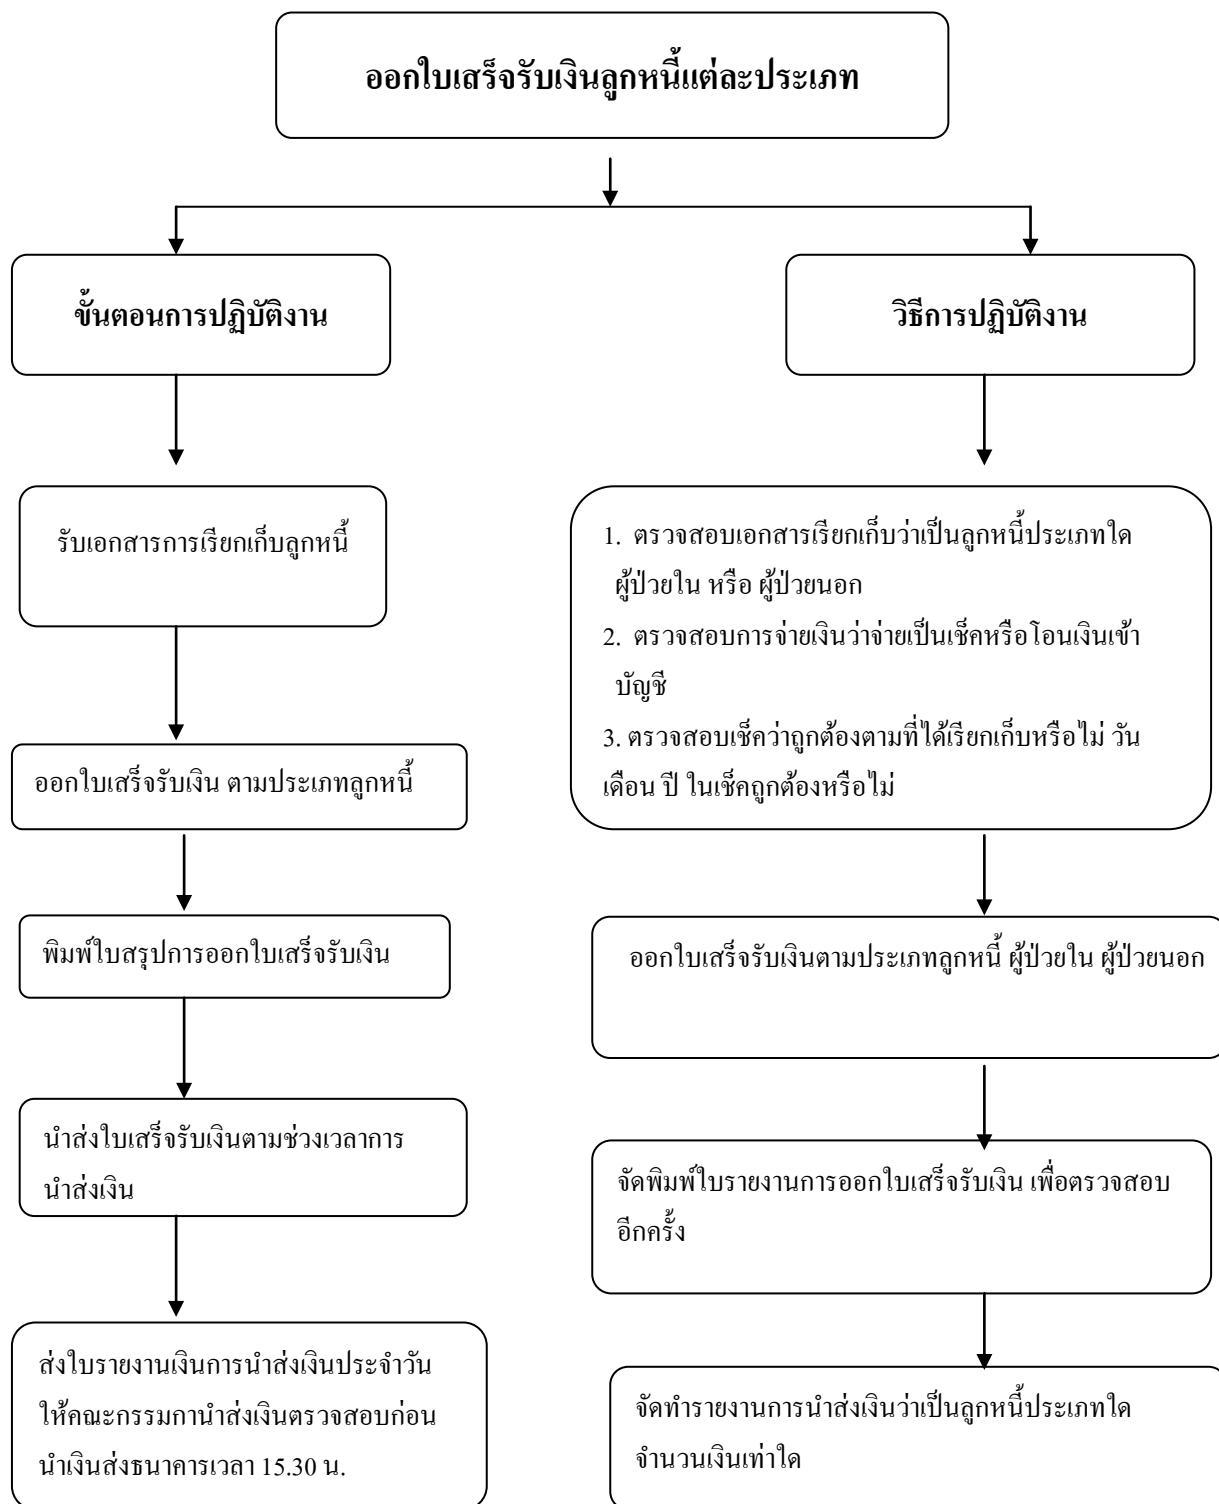 ออกใบเสร็จรับเงินลูกหนี้แต่ละประเภท
ขั้นตอนการปฏิบัติงาน
รับเอกสารการเรียกเก็บลูกหนี้
ออกใบเสร็จรับเงิน ตามประเภทลูกหนี้
พิมพ์ใบสรุปการออกใบเสร็จรับเงิน
นำส่งใบเสร็จรับเงินตามช่วงเวลาการ
นำส่งเงิน
ส่งใบรายงานเงินการนำส่งเงินประจำวัน
ให้คณะกรรมกานำส่งเงินตรวจสอบก่อน
นำเงินส่งธนาคารเวลา 15.30 น.
วิธีการปฏิบัติงาน
1. ตรวจสอบเอกสารเรียกเก็บว่าเป็นลูกหนี้ประเภทใด
ผู้ป่วยใน หรือ ผู้ป่วยนอก
2. ตรวจสอบการจ่ายเงินว่าจ่ายเป็นเช็คหรือโอนเงินเข้า
บัญชี
3. ตรวจสอบเช็คว่าถูกต้องตามที่ได้เรียกเก็บหรือไม่ วัน
เดือน ปี ในเช็คถูกต้องหรือไม่
ออกใบเสร็จรับเงินตามประเภทลูกหนี้ ผู้ป่วยใน ผู้ป่วยนอก
จัดพิมพ์ใบรายงานการออกใบเสร็จรับเงิน เพื่อตรวจสอบ
อีกครั้ง
จัดทำรายงานการนำส่งเงินว่าเป็นลูกหนี้ประเภทใด
จำนวนเงินเท่าใด